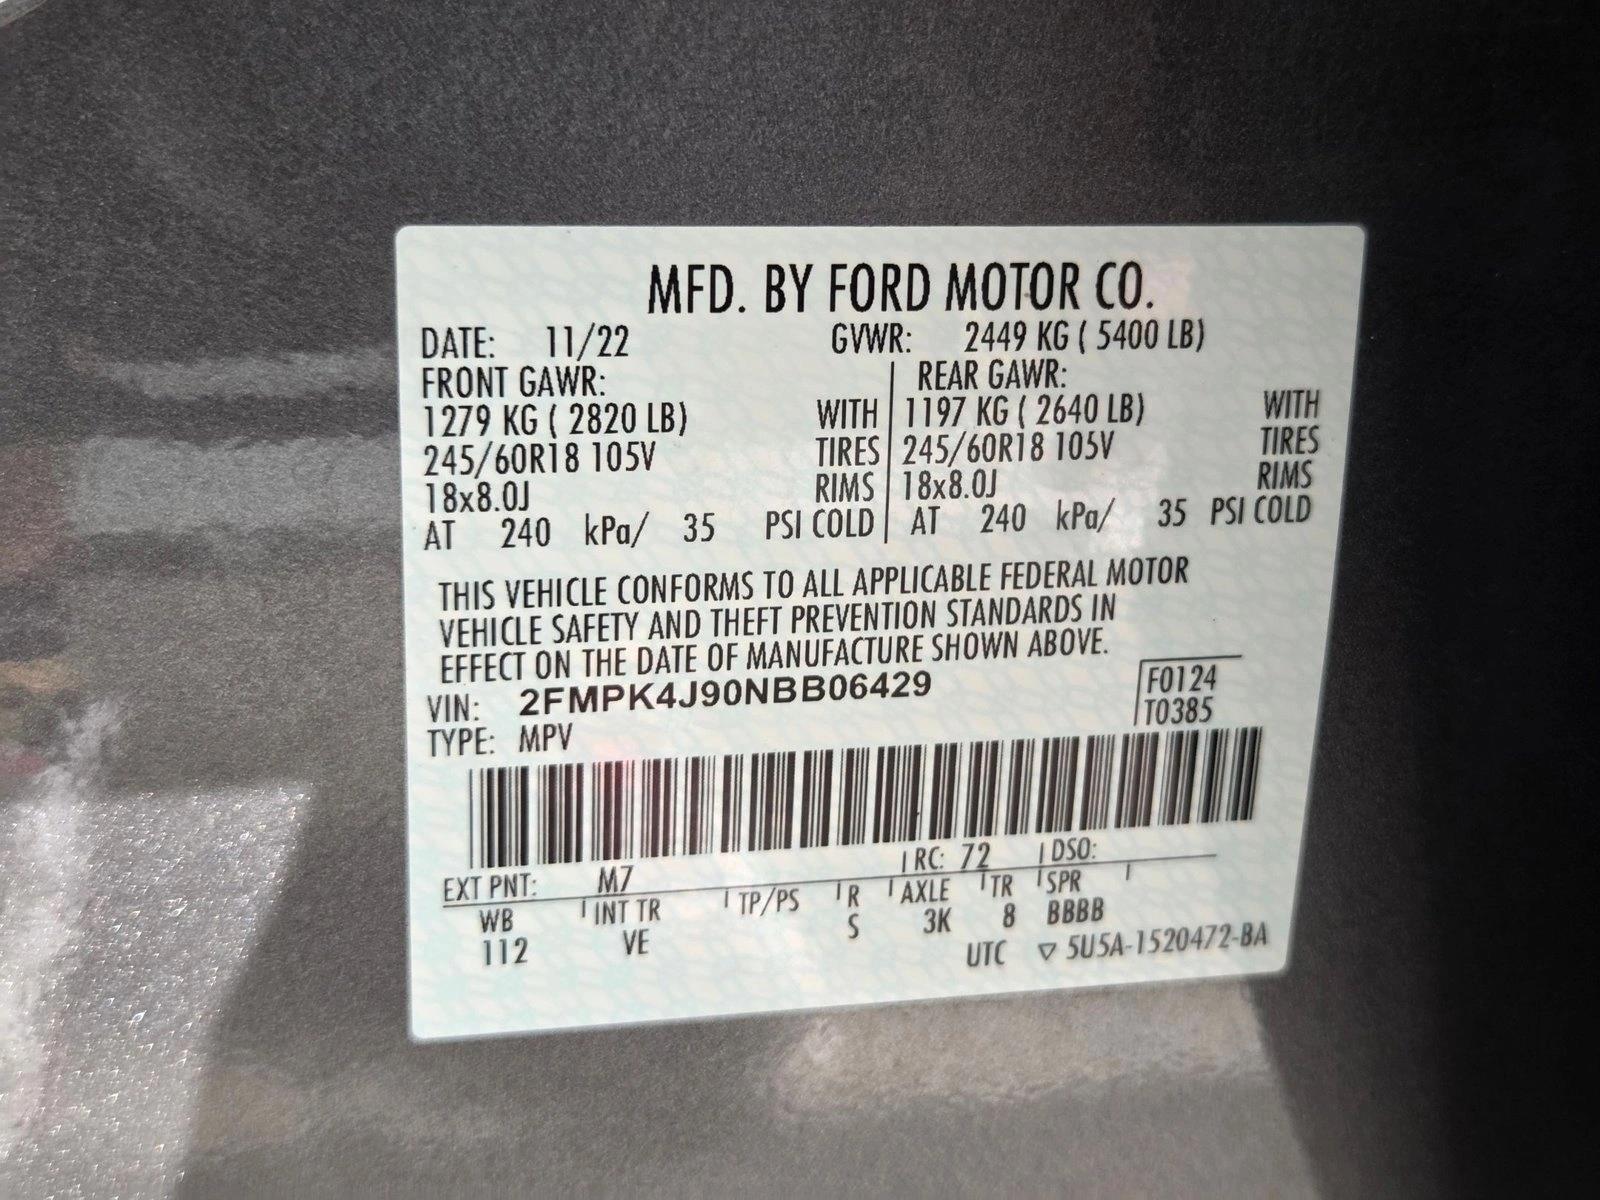 MFD. BY FORD MOTOR CO.
DATE: 11/22 GVWR: 2449 KG ( 5400 LB)
FRONT GAWR: REAR GAWR:
1279 KG ( 2820 LB) WITH 1197 KG ( 2640 LB) WITH
245/60R18 105V TIRES 245/60R18 105V TIRES
18x8.0J RIMS 18x8.0J RIMS
AT 240 kPa/ 35 PSI COLD AT 240 kPa/ 35 PSI COLD
THIS VEHICLE CONFORMS TO ALL APPLICABLE FEDERAL MOTOR
VEHICLE SAFETY AND THEFT PREVENTION STANDARDS IN
EFFECT ON THE DATE OF MANUFACTURE SHOWN ABOVE.
VIN: 2FMPK4J90NBB06429 F0124
TYPE: MPV T0385
EXT PNT: M7 RC: 72 DSO:
WB INT TR TP/PS R AXLE TR SPR
112 VE S 3K 8 BBBB
UTC ▽ 5U5A-1520472-BA